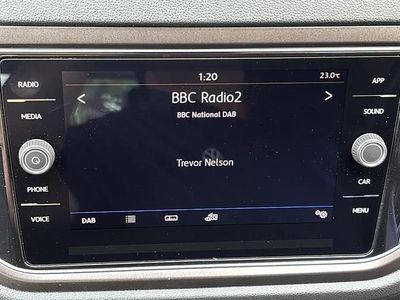 1:20 23.0°C
RADIO
APP
BBC Radio2
BBC National DAB
MEDIA
SOUND
Trevor Nelson
PHONE
CAR
VOICE
DAB
MENU